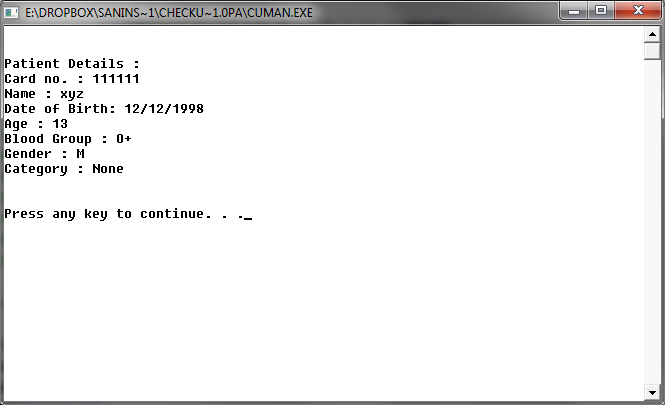 E:\DROPBOX\SANINS~1\CHECKU~1.0PA\CUMAN.EXE
Patient Details :
Card no. : 111111
Name : xyz
Date of Birth: 12/12/1998
Age : 13
Blood Group : O+
Gender : M
Category : None
Press any key to continue. . ._